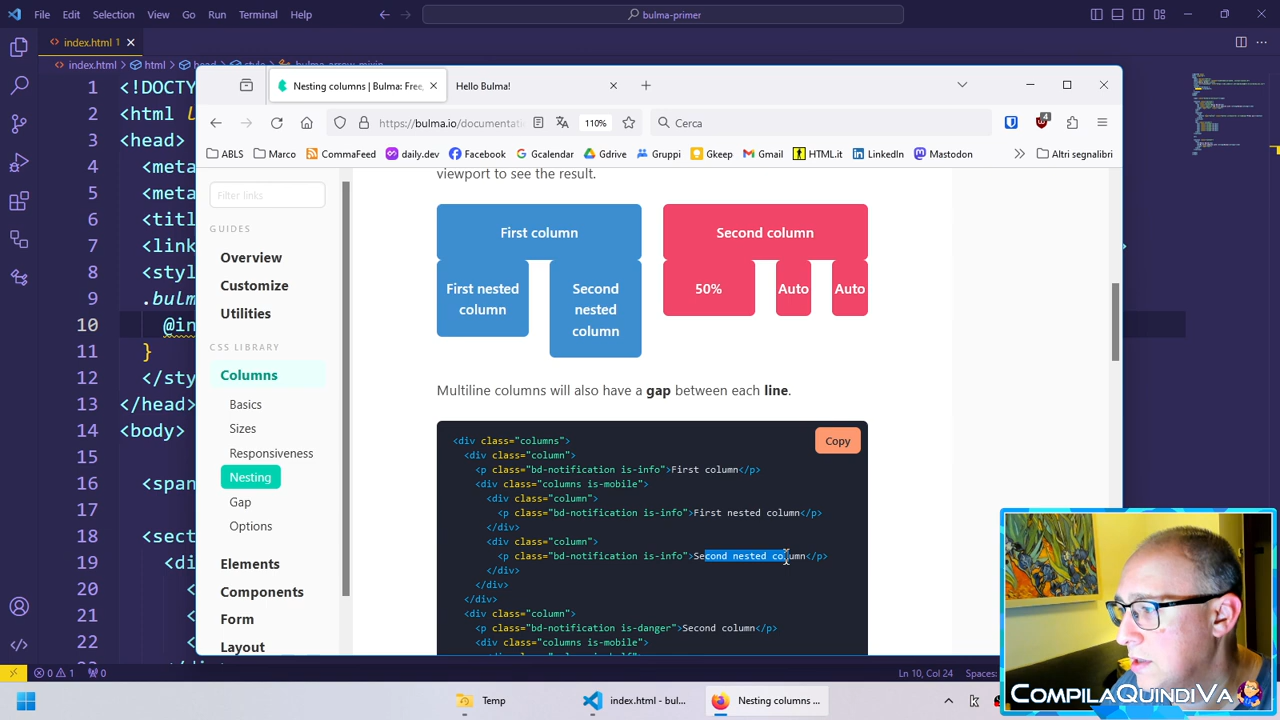 File Edit Selection View Go Run Terminal Help
bulma-primer
index.html 1
index.html html head style bulma-arrow-mixin
1 <!DOCTY
2 <html l
3 <head>
4 <meta
5 <meta
6 <titl
7 <link
8 <styl
9 .bulm
10 @in
11 }
12 </sty
13 </head>
14 <body>
15
16 <span
17
18 <sect
19 <di
20 <
21 <
22 <
Nesting columns | Bulma: Free,
Hello Bulma!
https://bulma.io/documentati
110%
Cerca
4
ABLS Marco CommaFeed daily.dev Facebook Gcalendar Gdrive Gruppi Gkeep Gmail HTML.it LinkedIn Mastodon Altri segnalibri
Filter links
GUIDES
Overview
Customize
Utilities
CSS LIBRARY
Columns
Basics
Sizes
Responsiveness
Nesting
Gap
Options
Elements
Components
Form
Layout
viewport to see the result.
First column
Second column
First nested
column
Second
nested
column
50%
Auto
Auto
Multiline columns will also have a gap between each line.
Copy
<div class="columns">
<div class="column">
<p class="bd-notification is-info">First column</p>
<div class="columns is-mobile">
<div class="column">
<p class="bd-notification is-info">First nested column</p>
</div>
<div class="column">
<p class="bd-notification is-info">Second nested column</p>
</div>
</div>
</div>
<div class="column">
<p class="bd-notification is-danger">Second column</p>
<div class="columns is-mobile">
0 1 0
Ln 10, Col 24 Spaces:
Temp
index.html - bul...
Nesting columns ...
COMPILAQUINDIVA